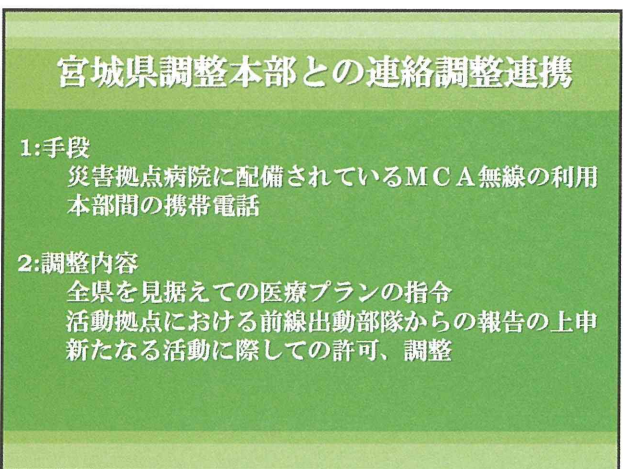 宮城県調整本部との連絡調整連携
1:手段
災害拠点病院に配備されているＭＣＡ無線の利用
本部間の携帯電話
2:調整内容
全県を見据えての医療プランの指令
活動拠点における前線出動部隊からの報告の上申
新たなる活動に際しての許可、調整